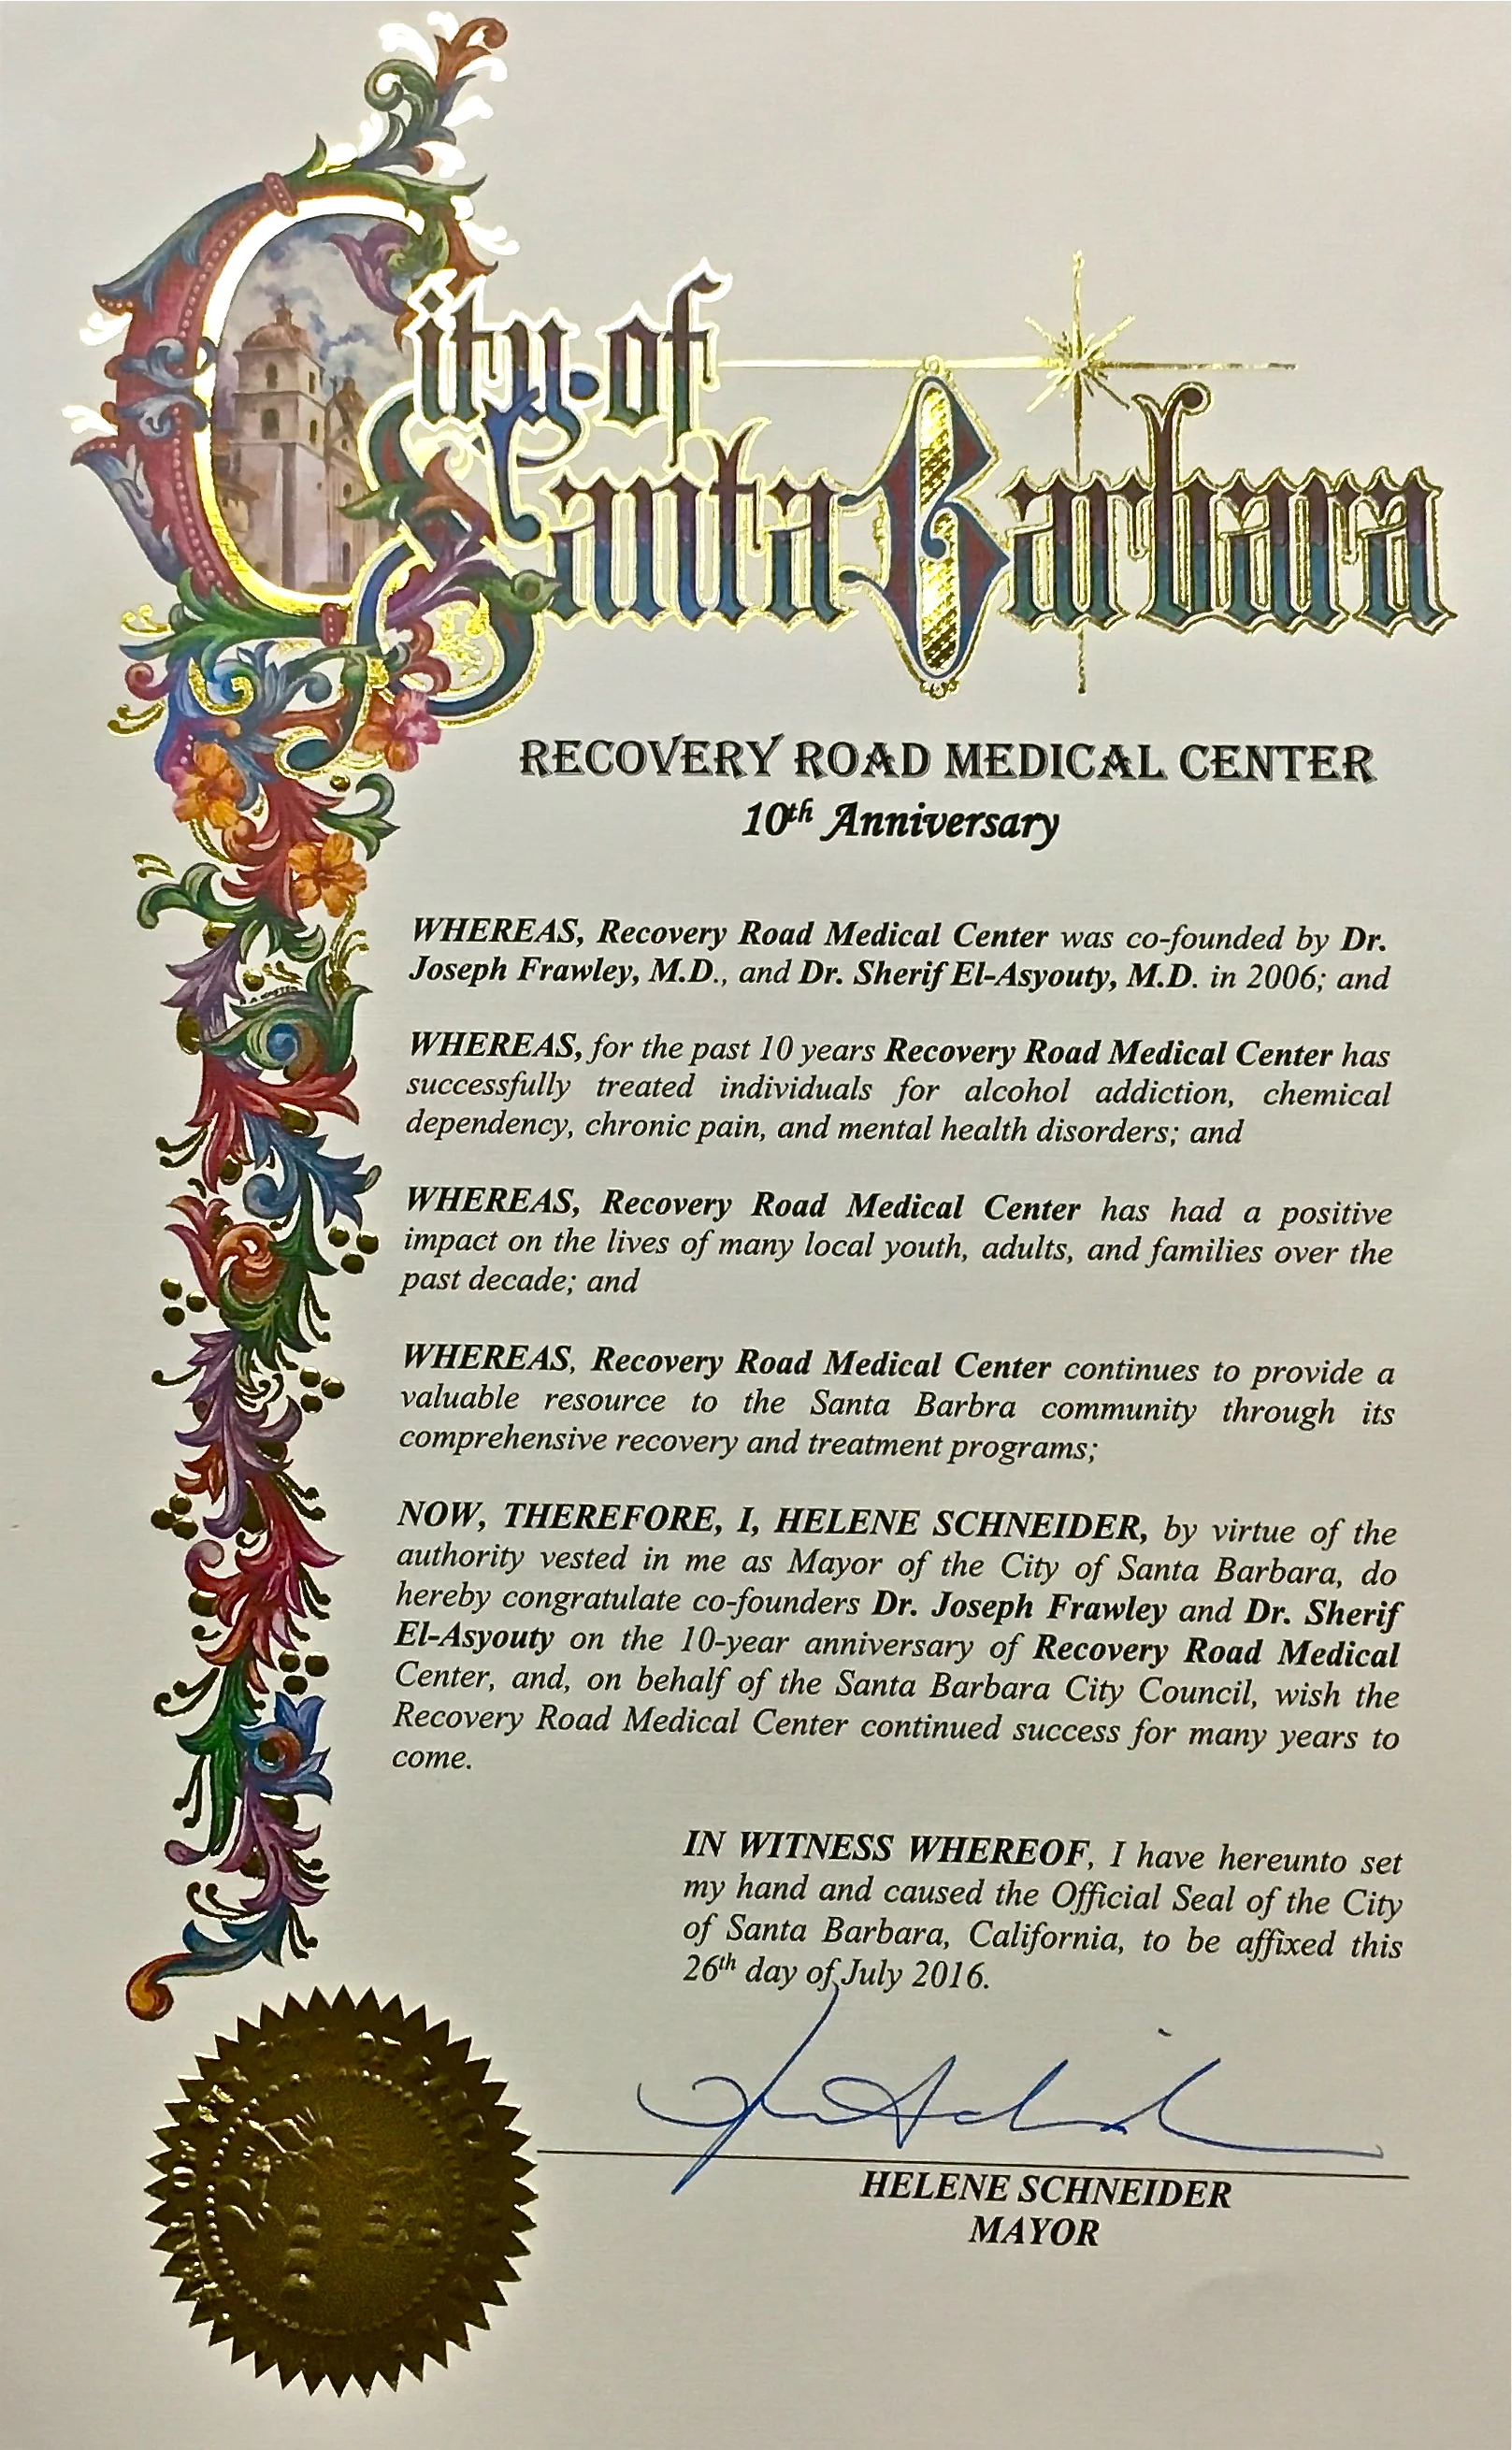 City of
Santa Barbara
RECOVERY ROAD MEDICAL CENTER
10th Anniversary
WHEREAS, Recovery Road Medical Center was co-founded by Dr.
Joseph Frawley, M.D., and Dr. Sherif El-Asyouty, M.D. in 2006; and
WHEREAS, for the past 10 years Recovery Road Medical Center has
successfully treated individuals for alcohol addiction, chemical
dependency, chronic pain, and mental health disorders; and
WHEREAS, Recovery Road Medical Center has had a positive
impact on the lives of many local youth, adults, and families over the
past decade; and
WHEREAS, Recovery Road Medical Center continues to provide a
valuable resource to the Santa Barbra community through its
comprehensive recovery and treatment programs;
NOW, THEREFORE, I, HELENE SCHNEIDER, by virtue of the
authority vested in me as Mayor of the City of Santa Barbara, do
hereby congratulate co-founders Dr. Joseph Frawley and Dr. Sherif
El-Asyouty on the 10-year anniversary of Recovery Road Medical
Center, and, on behalf of the Santa Barbara City Council, wish the
Recovery Road Medical Center continued success for many years to
come.
IN WITNESS WHEREOF, I have hereunto set
my hand and caused the Official Seal of the City
of Santa Barbara, California, to be affixed this
26th day of July 2016.
HELENE SCHNEIDER
MAYOR